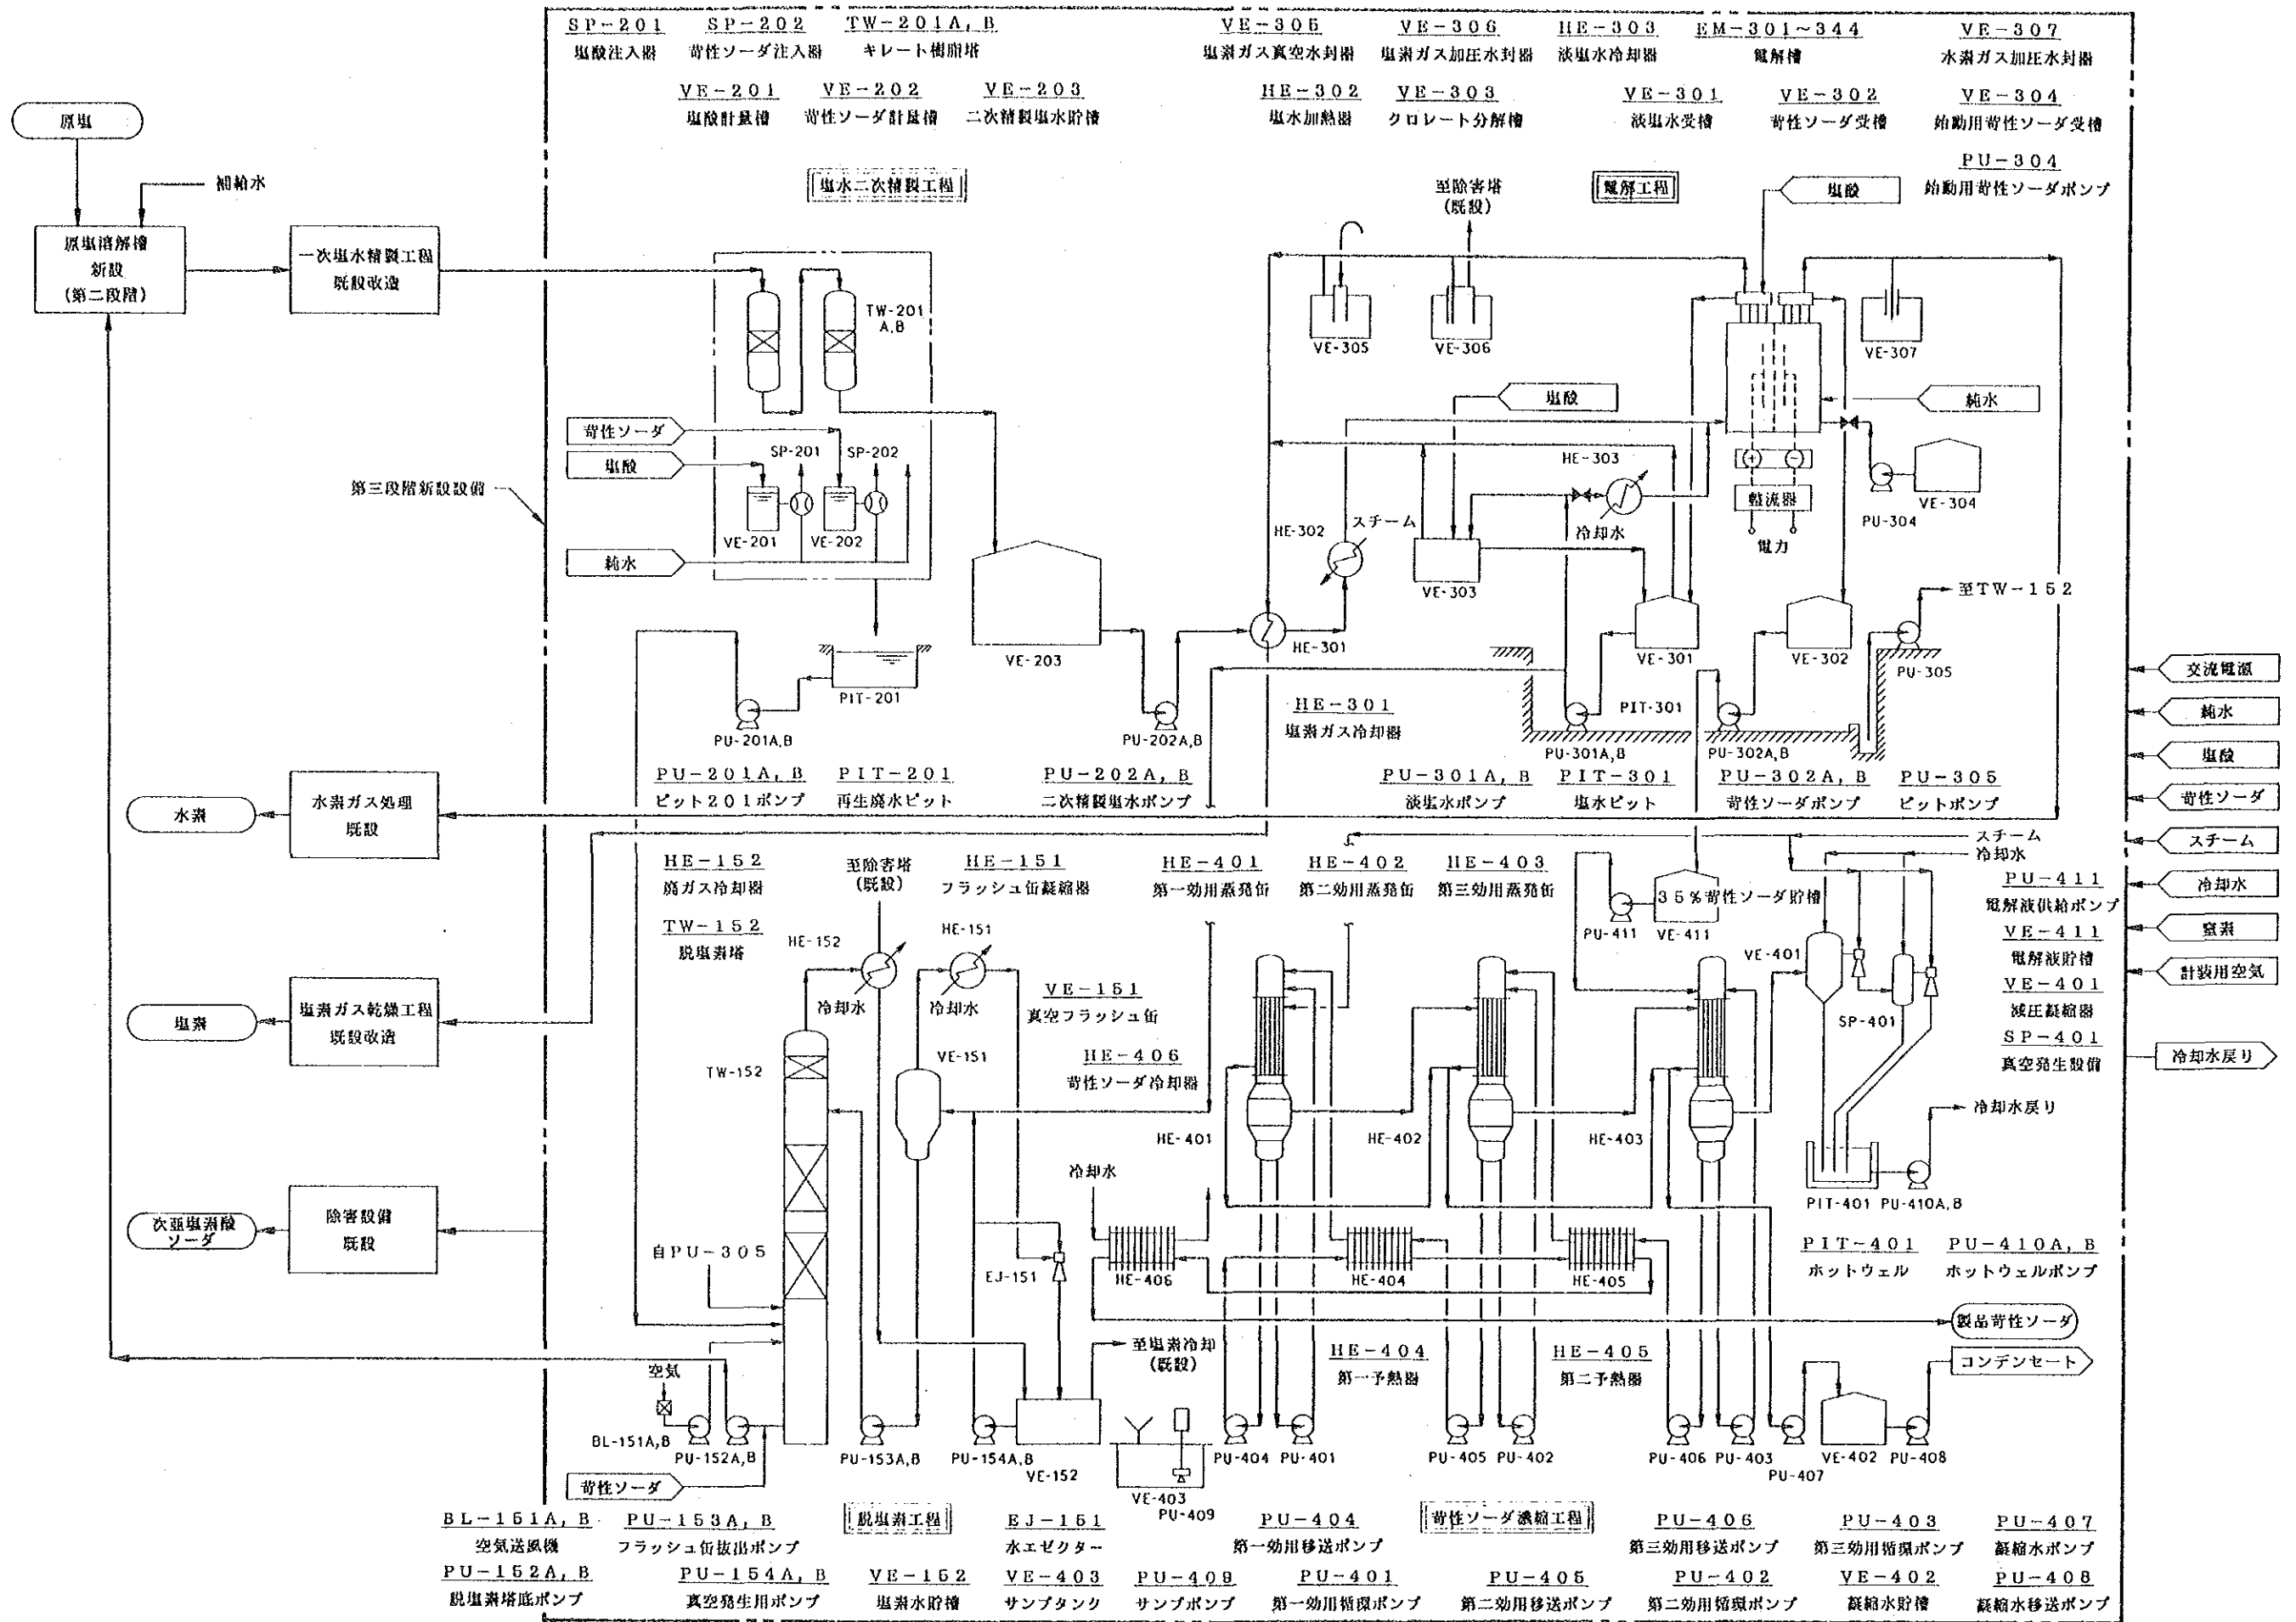 SP-201
塩酸注入器
SP-202
苛性ソーダ注入器
TW-201A, B
キレート樹脂塔
VE-305
塩素ガス真空水封器
VE-306
塩素ガス加圧水封器
HE-303
淡塩水冷却器
EM-301~344
電解槽
VE-307
水素ガス加圧水封器
VE-201
塩酸計量槽
VE-202
苛性ソーダ計量槽
VE-203
二次精製塩水貯槽
HE-302
塩水加熱器
VE-303
クロレート分解槽
VE-301
淡塩水受槽
VE-302
苛性ソーダ受槽
VE-304
始動用苛性ソーダ受槽
PU-304
始動用苛性ソーダポンプ
原塩
補給水
原塩溶解槽
新設
(第二段階)
一次塩水精製工程
既設改造
塩水二次精製工程
電解工程
至除害塔
(既設)
塩酸
TW-201
A,B
VE-305
VE-306
VE-307
塩酸
純水
苛性ソーダ
塩酸
SP-201
SP-202
VE-201
VE-202
純水
第三段階新設設備
HE-303
冷却水
HE-302
スチーム
VE-303
整流器
電力
PU-304
VE-304
至TW-152
VE-203
HE-301
VE-301
VE-302
PU-305
PIT-201
PU-201A,B
PU-202A,B
HE-301
塩素ガス冷却器
PIT-301
PU-301A,B
PU-302A,B
交流電源
純水
塩酸
苛性ソーダ
スチーム
冷却水
窒素
計装用空気
冷却水戻り
PU-201A, B
ピット201ポンプ
PIT-201
再生廃水ピット
PU-202A, B
二次精製塩水ポンプ
PU-301A, B
淡塩水ポンプ
PIT-301
塩水ピット
PU-302A, B
苛性ソーダポンプ
PU-305
ピットポンプ
水素
水素ガス処理
既設
塩素
塩素ガス乾燥工程
既設改造
次亜塩素酸
ソーダ
除害設備
既設
HE-152
廃ガス冷却器
至除害塔
(既設)
HE-151
フラッシュ缶凝縮器
HE-401
第一効用蒸発缶
HE-402
第二効用蒸発缶
HE-403
第三効用蒸発缶
スチーム
冷却水
TW-152
脱塩素塔
HE-152
冷却水
HE-151
冷却水
VE-151
真空フラッシュ缶
35%苛性ソーダ貯槽
PU-411
VE-411
PU-411
電解液供給ポンプ
VE-411
電解液貯槽
VE-401
減圧凝縮器
SP-401
真空発生設備
VE-401
SP-401
TW-152
VE-151
HE-406
苛性ソーダ冷却器
HE-401
HE-402
HE-403
冷却水戻り
PIT-401
PU-410A,B
冷却水
HE-406
HE-404
HE-405
自PU-305
EJ-151
PIT-401
ホットウェル
PU-410A, B
ホットウェルポンプ
製品苛性ソーダ
コンデンセート
至塩素冷却
(既設)
HE-404
第一予熱器
HE-405
第二予熱器
空気
BL-151A,B
PU-152A,B
PU-153A,B
PU-154A,B
VE-152
VE-403
PU-409
PU-404
PU-401
PU-405
PU-402
PU-406
PU-403
PU-407
VE-402
PU-408
苛性ソーダ
脱塩素工程
苛性ソーダ濃縮工程
BL-151A, B
空気送風機
PU-153A, B
フラッシュ缶抜出ポンプ
EJ-151
水エゼクター
PU-404
第一効用移送ポンプ
PU-406
第三効用移送ポンプ
PU-403
第三効用循環ポンプ
PU-407
凝縮水ポンプ
PU-152A, B
脱塩素塔底ポンプ
PU-154A, B
真空発生用ポンプ
VE-152
塩素水貯槽
VE-403
サンプタンク
PU-409
サンプポンプ
PU-401
第一効用循環ポンプ
PU-405
第二効用移送ポンプ
PU-402
第二効用循環ポンプ
VE-402
凝縮水貯槽
PU-408
凝縮水移送ポンプ